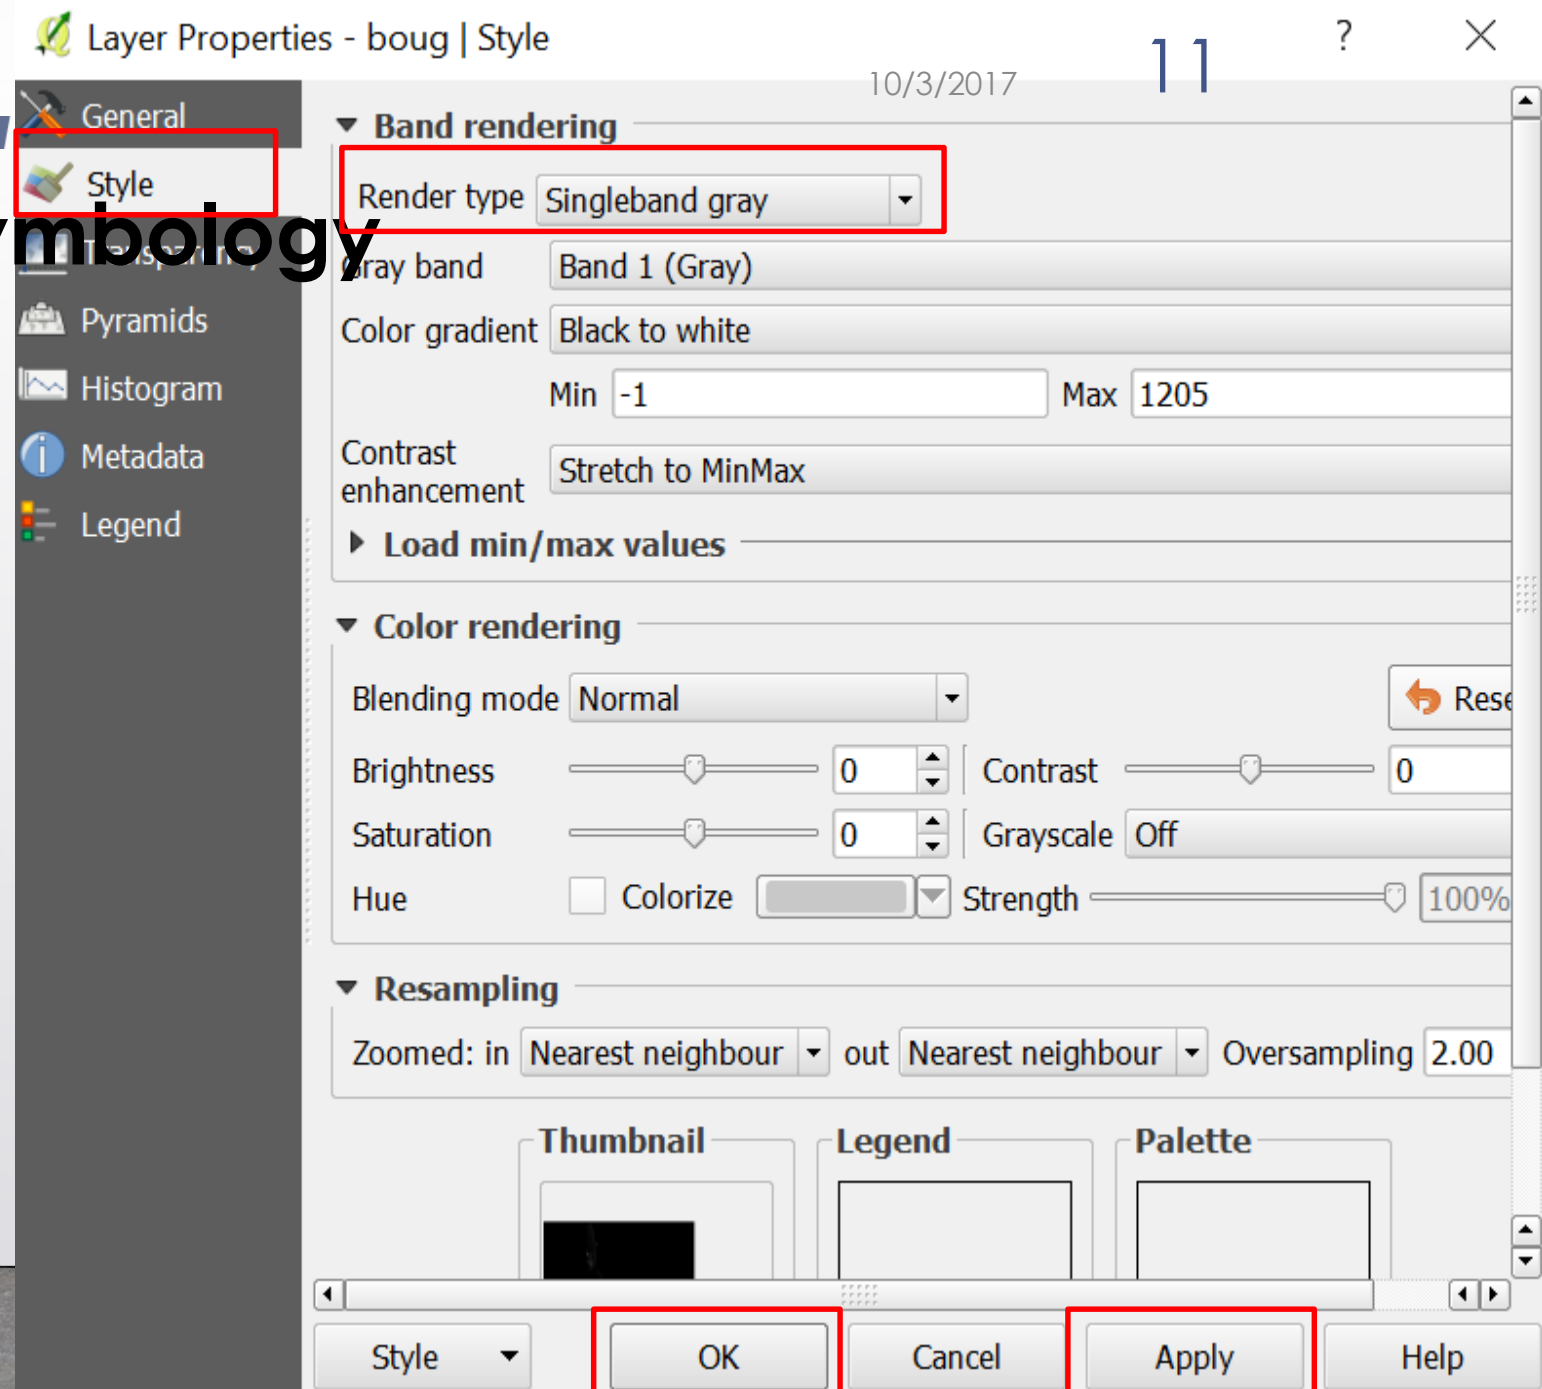 Layer Properties - boug | Style
?
10/3/2017
11
General
Style
Transparency
Pyramids
Histogram
Metadata
Legend
ymbology
Band rendering
Render type Singleband gray
Gray band Band 1 (Gray)
Color gradient Black to white
Min -1 Max 1205
Contrast
enhancement Stretch to MinMax
Load min/max values
Color rendering
Blending mode Normal Rese
Brightness 0 Contrast 0
Saturation 0 Grayscale Off
Hue Colorize Strength 100%
Resampling
Zoomed: in Nearest neighbour out Nearest neighbour Oversampling 2.00
Thumbnail Legend Palette
Style OK Cancel Apply Help